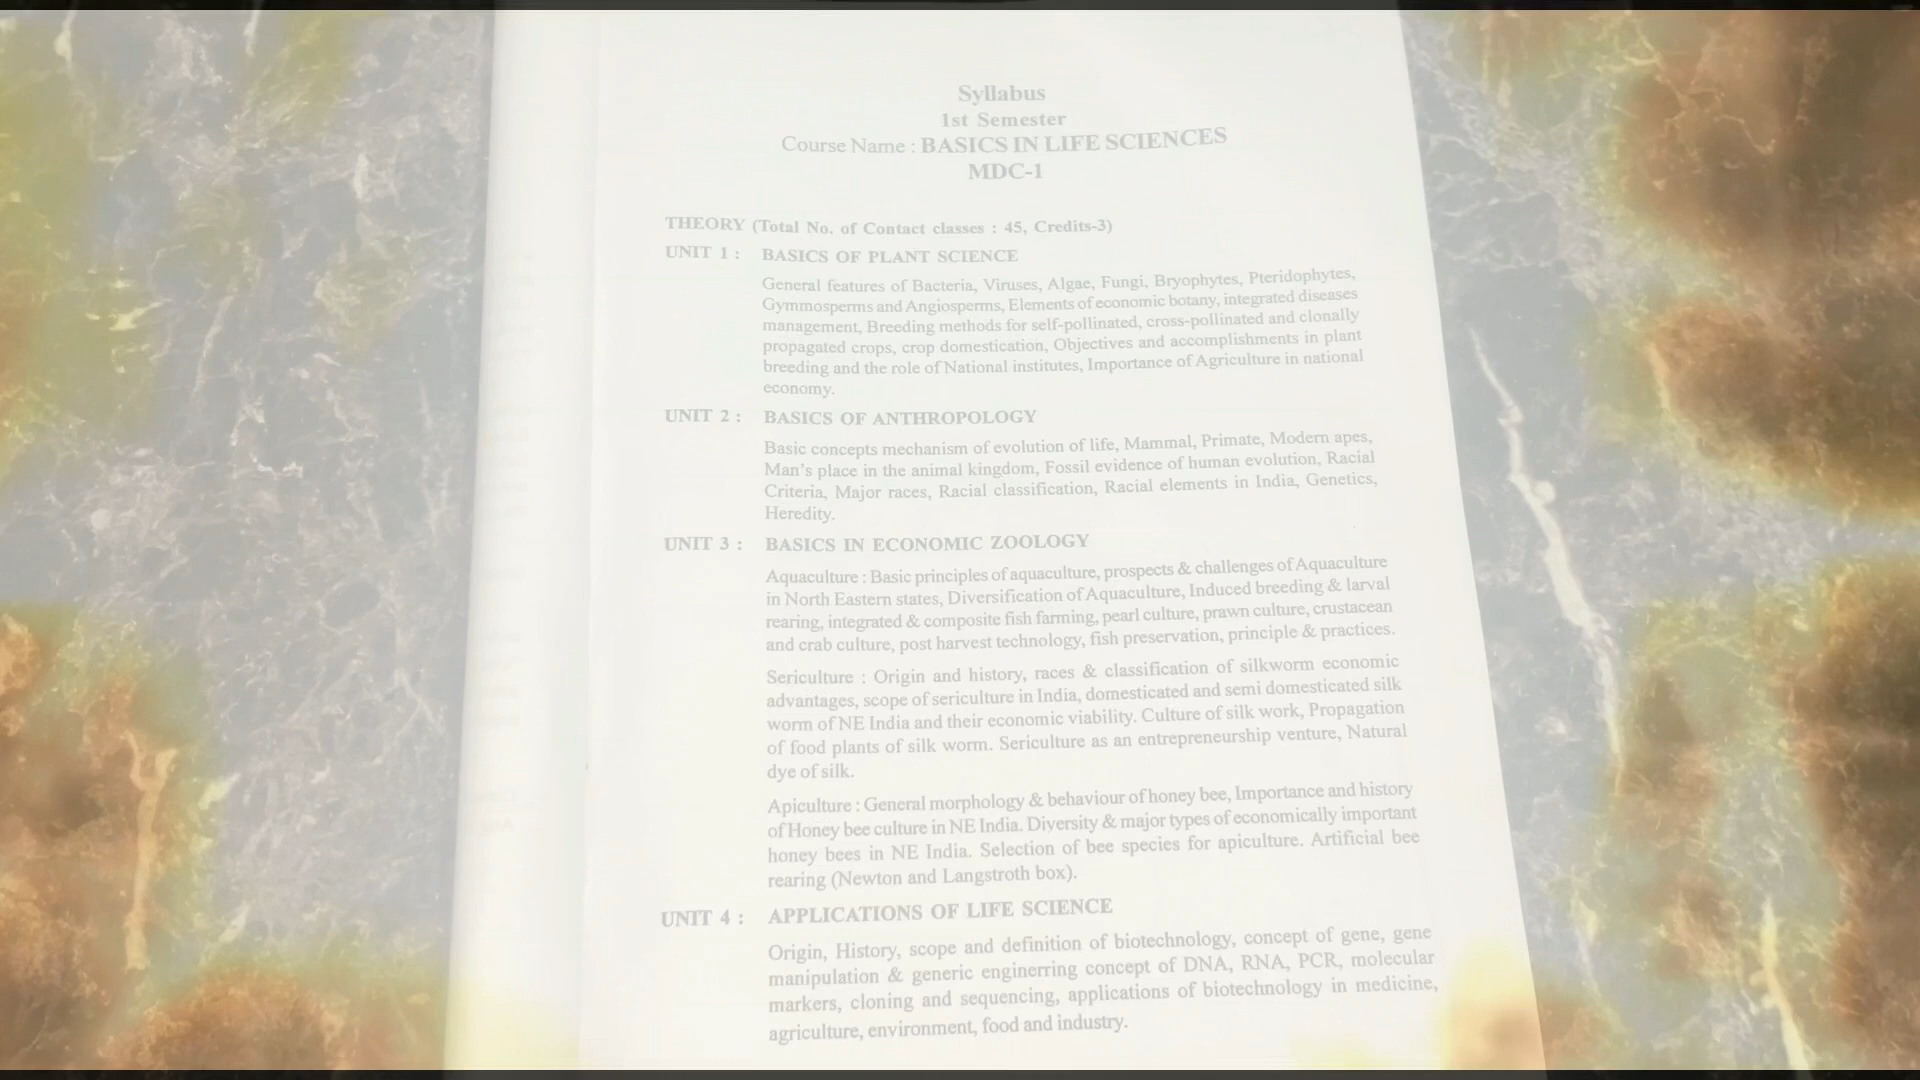 Syllabus
1st Semester
Course Name : BASICS IN LIFE SCIENCES
MDC-1
THEORY (Total No. of Contact classes : 45, Credits-3)
UNIT 1 : BASICS OF PLANT SCIENCE
General features of Bacteria, Viruses, Algae, Fungi, Bryophytes, Pteridophytes,
Gymmosperms and Angiosperms, Elements of economic botany, integrated diseases
management, Breeding methods for self-pollinated, cross-pollinated and clonally
propagated crops, crop domestication, Objectives and accomplishments in plant
breeding and the role of National institutes, Importance of Agriculture in national
economy.
UNIT 2 : BASICS OF ANTHROPOLOGY
Basic concepts mechanism of evolution of life, Mammal, Primate, Modern apes,
Man's place in the animal kingdom, Fossil evidence of human evolution, Racial
Criteria, Major races, Racial classification, Racial elements in India, Genetics,
Heredity.
UNIT 3 : BASICS IN ECONOMIC ZOOLOGY
Aquaculture : Basic principles of aquaculture, prospects & challenges of Aquaculture
in North Eastern states, Diversification of Aquaculture, Induced breeding & larval
rearing, integrated & composite fish farming, pearl culture, prawn culture, crustacean
and crab culture, post harvest technology, fish preservation, principle & practices.
Sericulture : Origin and history, races & classification of silkworm economic
advantages, scope of sericulture in India, domesticated and semi domesticated silk
worm of NE India and their economic viability. Culture of silk work, Propagation
of food plants of silk worm. Sericulture as an entrepreneurship venture, Natural
dye of silk.
Apiculture : General morphology & behaviour of honey bee, Importance and history
of Honey bee culture in NE India. Diversity & major types of economically important
honey bees in NE India. Selection of bee species for apiculture. Artificial bee
rearing (Newton and Langstroth box).
UNIT 4 : APPLICATIONS OF LIFE SCIENCE
Origin, History, scope and definition of biotechnology, concept of gene, gene
manipulation & generic enginerring concept of DNA, RNA, PCR, molecular
markers, cloning and sequencing, applications of biotechnology in medicine,
agriculture, environment, food and industry.